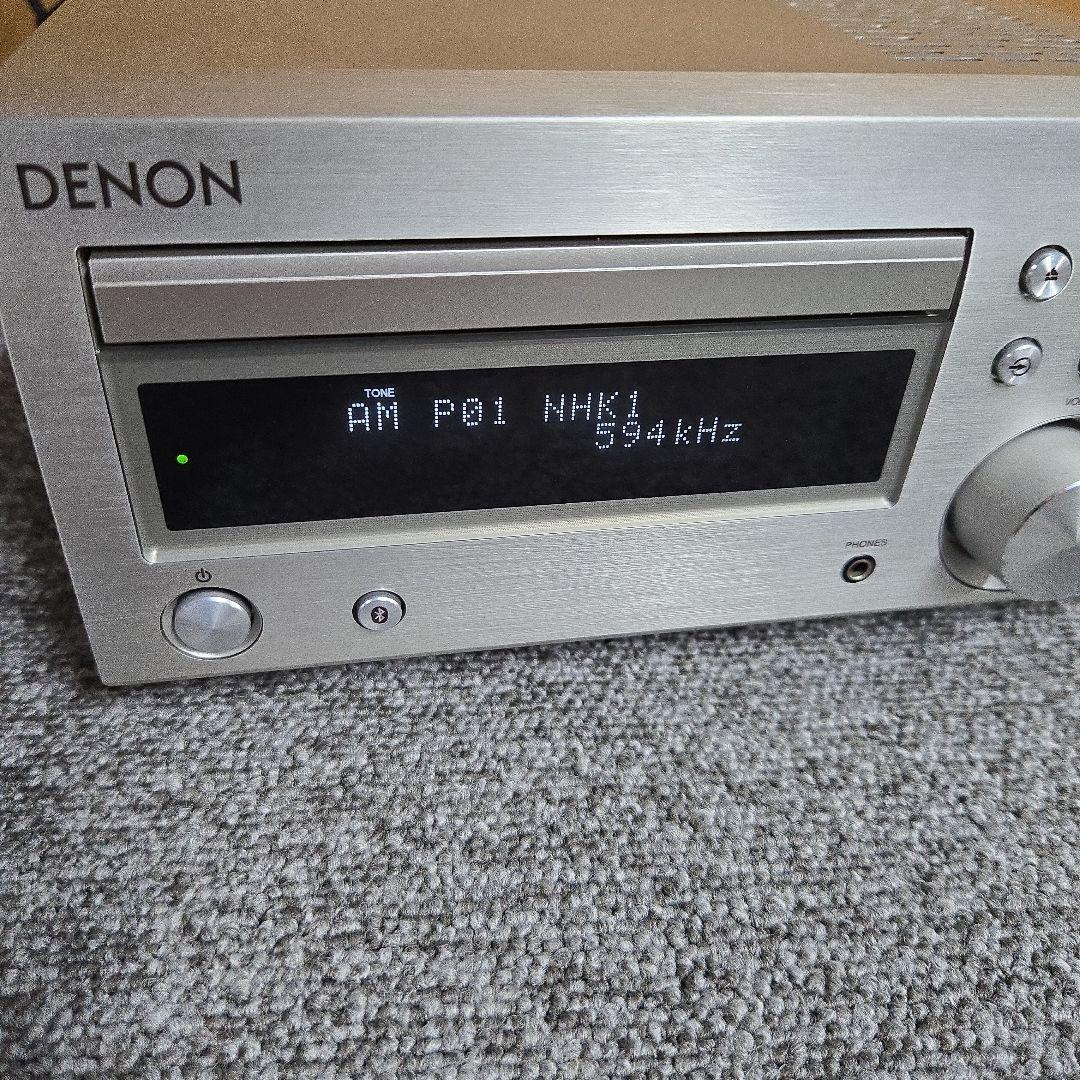 DENON
TONE
AM P01 NHK1
594kHz
PHONES